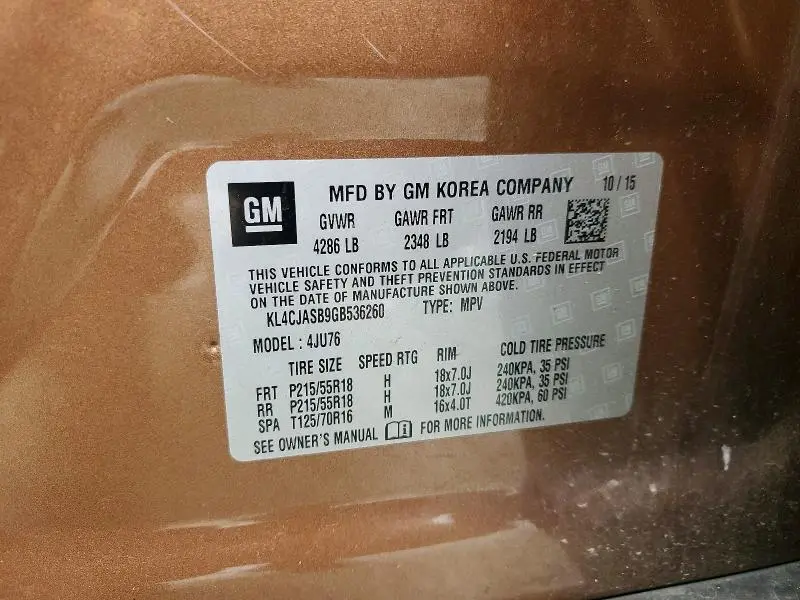 GM
MFD BY GM KOREA COMPANY 10 / 15
GVWR GAWR FRT GAWR RR
4286 LB 2348 LB 2194 LB
THIS VEHICLE CONFORMS TO ALL APPLICABLE U.S. FEDERAL MOTOR
VEHICLE SAFETY AND THEFT PREVENTION STANDARDS IN EFFECT
ON THE DATE OF MANUFACTURE SHOWN ABOVE.
KL4CJASB9GB536260 TYPE: MPV
MODEL : 4JU76
TIRE SIZE SPEED RTG RIM COLD TIRE PRESSURE
FRT P215/55R18 H 18x7.0J 240KPA, 35 PSI
RR P215/55R18 H 18x7.0J 240KPA, 35 PSI
SPA T125/70R16 M 16x4.0T 420KPA, 60 PSI
SEE OWNER'S MANUAL FOR MORE INFORMATION.